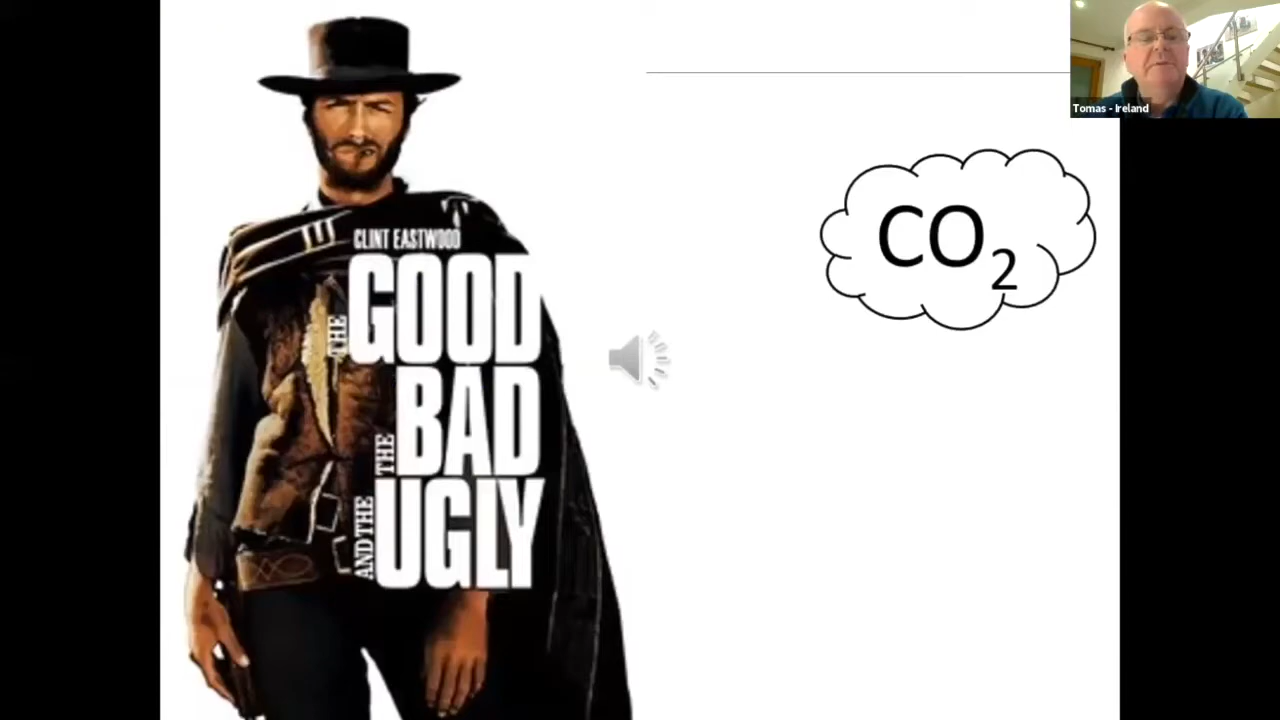 Tomas - Ireland
CLINT EASTWOOD
THE GOOD
THE BAD
AND THE UGLY
CO₂